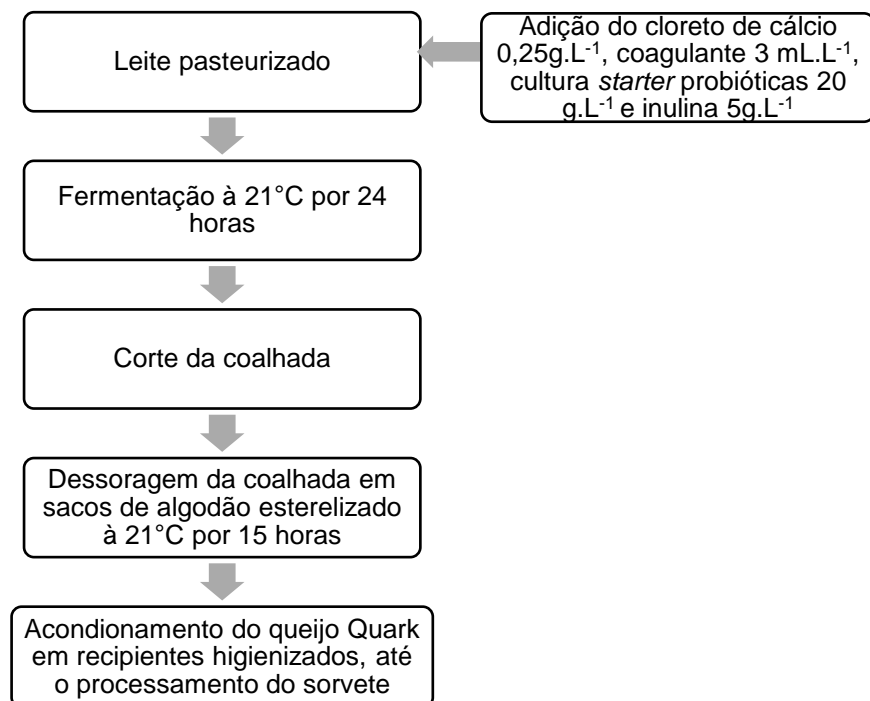 Leite pasteurizado
Adição do cloreto de cálcio
0,25g.L-1, coagulante 3 mL.L-1,
cultura starter probióticas 20
g.L-1 e inulina 5g.L-1
Fermentação à 21°C por 24
horas
Corte da coalhada
Dessoragem da coalhada em
sacos de algodão esterelizado
à 21°C por 15 horas
Acondionamento do queijo Quark
em recipientes higienizados, até
o processamento do sorvete